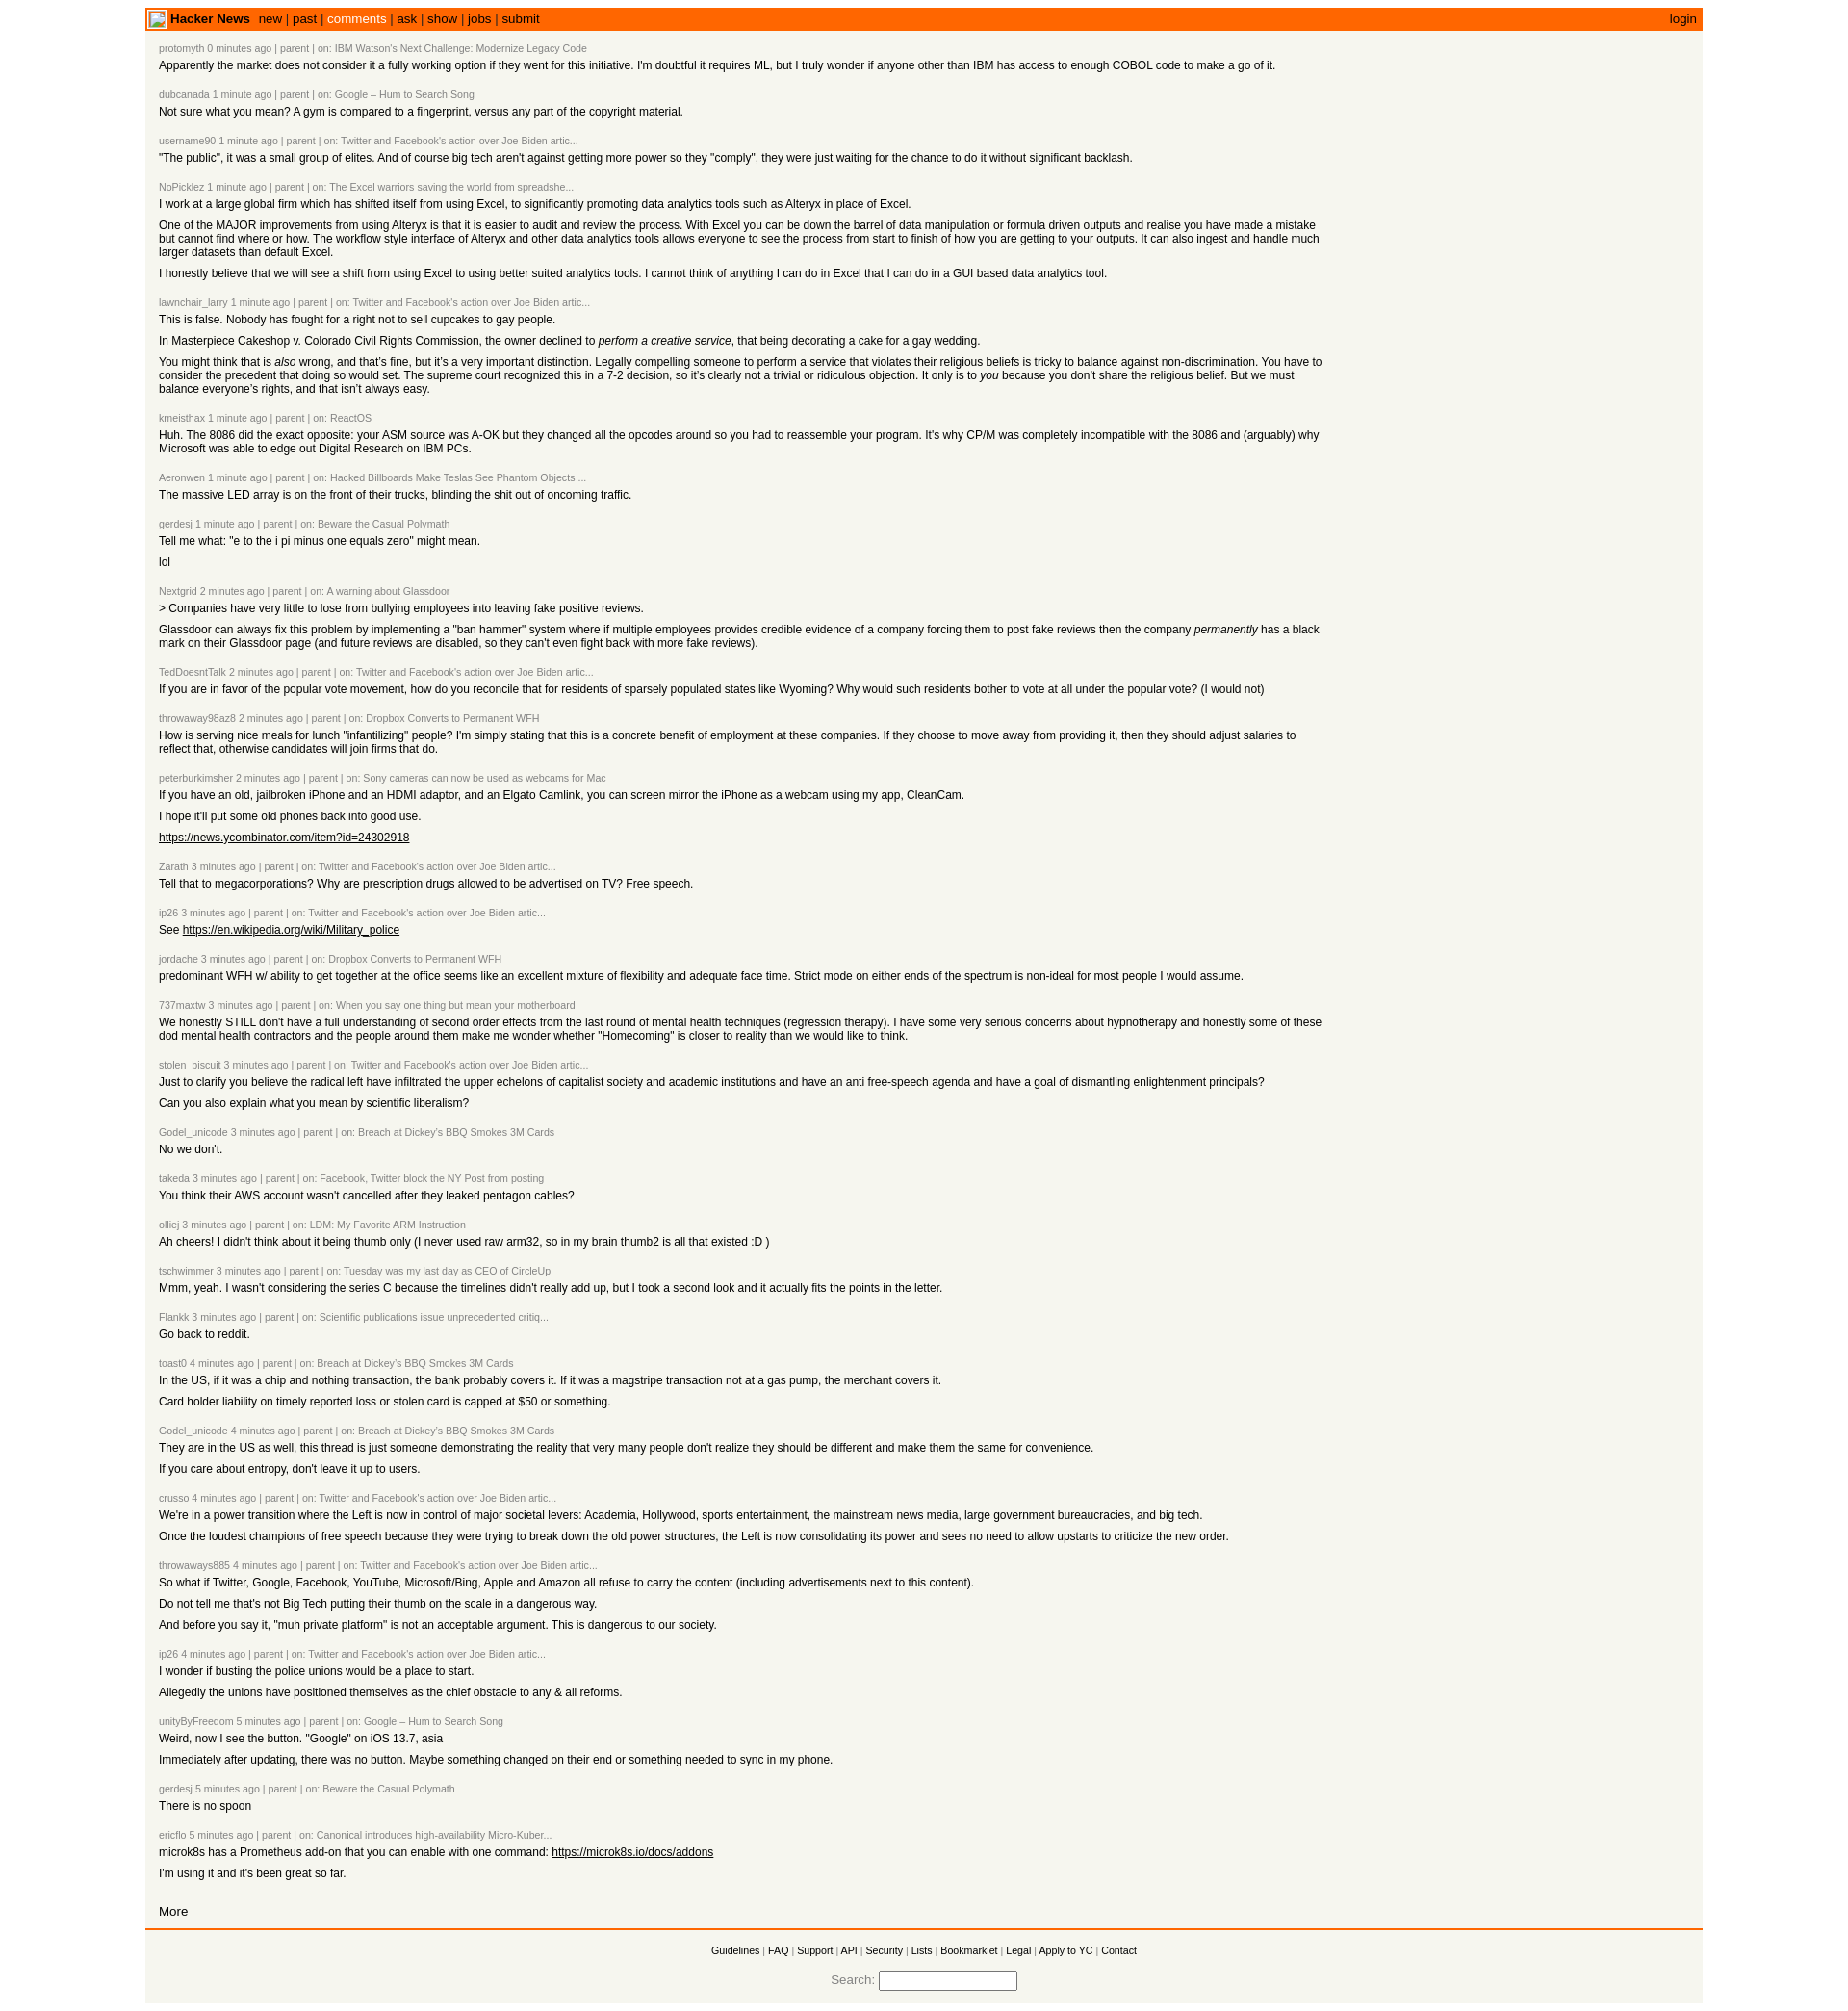 Hacker News new | past | comments | ask | show | jobs | submit login
protomyth 0 minutes ago | parent | on: IBM Watson's Next Challenge: Modernize Legacy Code
Apparently the market does not consider it a fully working option if they went for this initiative. I'm doubtful it requires ML, but I truly wonder if anyone other than IBM has access to enough COBOL code to make a go of it.
dubcanada 1 minute ago | parent | on: Google – Hum to Search Song
Not sure what you mean? A gym is compared to a fingerprint, versus any part of the copyright material.
username90 1 minute ago | parent | on: Twitter and Facebook's action over Joe Biden artic...
"The public", it was a small group of elites. And of course big tech aren't against getting more power so they "comply", they were just waiting for the chance to do it without significant backlash.
NoPicklez 1 minute ago | parent | on: The Excel warriors saving the world from spreadshe...
I work at a large global firm which has shifted itself from using Excel, to significantly promoting data analytics tools such as Alteryx in place of Excel.
One of the MAJOR improvements from using Alteryx is that it is easier to audit and review the process. With Excel you can be down the barrel of data manipulation or formula driven outputs and realise you have made a mistake
but cannot find where or how. The workflow style interface of Alteryx and other data analytics tools allows everyone to see the process from start to finish of how you are getting to your outputs. It can also ingest and handle much
larger datasets than default Excel.
I honestly believe that we will see a shift from using Excel to using better suited analytics tools. I cannot think of anything I can do in Excel that I can do in a GUI based data analytics tool.
lawnchair_larry 1 minute ago | parent | on: Twitter and Facebook's action over Joe Biden artic...
This is false. Nobody has fought for a right not to sell cupcakes to gay people.
In Masterpiece Cakeshop v. Colorado Civil Rights Commission, the owner declined to perform a creative service, that being decorating a cake for a gay wedding.
You might think that is also wrong, and that’s fine, but it’s a very important distinction. Legally compelling someone to perform a service that violates their religious beliefs is tricky to balance against non-discrimination. You have to
consider the precedent that doing so would set. The supreme court recognized this in a 7-2 decision, so it’s clearly not a trivial or ridiculous objection. It only is to you because you don’t share the religious belief. But we must
balance everyone’s rights, and that isn’t always easy.
kmeisthax 1 minute ago | parent | on: ReactOS
Huh. The 8086 did the exact opposite: your ASM source was A-OK but they changed all the opcodes around so you had to reassemble your program. It's why CP/M was completely incompatible with the 8086 and (arguably) why
Microsoft was able to edge out Digital Research on IBM PCs.
Aeronwen 1 minute ago | parent | on: Hacked Billboards Make Teslas See Phantom Objects ...
The massive LED array is on the front of their trucks, blinding the shit out of oncoming traffic.
gerdesj 1 minute ago | parent | on: Beware the Casual Polymath
Tell me what: "e to the i pi minus one equals zero" might mean.
lol
Nextgrid 2 minutes ago | parent | on: A warning about Glassdoor
> Companies have very little to lose from bullying employees into leaving fake positive reviews.
Glassdoor can always fix this problem by implementing a "ban hammer" system where if multiple employees provides credible evidence of a company forcing them to post fake reviews then the company permanently has a black
mark on their Glassdoor page (and future reviews are disabled, so they can't even fight back with more fake reviews).
TedDoesntTalk 2 minutes ago | parent | on: Twitter and Facebook's action over Joe Biden artic...
If you are in favor of the popular vote movement, how do you reconcile that for residents of sparsely populated states like Wyoming? Why would such residents bother to vote at all under the popular vote? (I would not)
throwaway98az8 2 minutes ago | parent | on: Dropbox Converts to Permanent WFH
How is serving nice meals for lunch "infantilizing" people? I'm simply stating that this is a concrete benefit of employment at these companies. If they choose to move away from providing it, then they should adjust salaries to
reflect that, otherwise candidates will join firms that do.
peterburkimsher 2 minutes ago | parent | on: Sony cameras can now be used as webcams for Mac
If you have an old, jailbroken iPhone and an HDMI adaptor, and an Elgato Camlink, you can screen mirror the iPhone as a webcam using my app, CleanCam.
I hope it'll put some old phones back into good use.
https://news.ycombinator.com/item?id=24302918
Zarath 3 minutes ago | parent | on: Twitter and Facebook's action over Joe Biden artic...
Tell that to megacorporations? Why are prescription drugs allowed to be advertised on TV? Free speech.
ip26 3 minutes ago | parent | on: Twitter and Facebook's action over Joe Biden artic...
See https://en.wikipedia.org/wiki/Military_police
jordache 3 minutes ago | parent | on: Dropbox Converts to Permanent WFH
predominant WFH w/ ability to get together at the office seems like an excellent mixture of flexibility and adequate face time. Strict mode on either ends of the spectrum is non-ideal for most people I would assume.
737maxtw 3 minutes ago | parent | on: When you say one thing but mean your motherboard
We honestly STILL don't have a full understanding of second order effects from the last round of mental health techniques (regression therapy). I have some very serious concerns about hypnotherapy and honestly some of these
dod mental health contractors and the people around them make me wonder whether "Homecoming" is closer to reality than we would like to think.
stolen_biscuit 3 minutes ago | parent | on: Twitter and Facebook's action over Joe Biden artic...
Just to clarify you believe the radical left have infiltrated the upper echelons of capitalist society and academic institutions and have an anti free-speech agenda and have a goal of dismantling enlightenment principals?
Can you also explain what you mean by scientific liberalism?
Godel_unicode 3 minutes ago | parent | on: Breach at Dickey’s BBQ Smokes 3M Cards
No we don't.
takeda 3 minutes ago | parent | on: Facebook, Twitter block the NY Post from posting
You think their AWS account wasn't cancelled after they leaked pentagon cables?
olliej 3 minutes ago | parent | on: LDM: My Favorite ARM Instruction
Ah cheers! I didn't think about it being thumb only (I never used raw arm32, so in my brain thumb2 is all that existed :D )
tschwimmer 3 minutes ago | parent | on: Tuesday was my last day as CEO of CircleUp
Mmm, yeah. I wasn't considering the series C because the timelines didn't really add up, but I took a second look and it actually fits the points in the letter.
Flankk 3 minutes ago | parent | on: Scientific publications issue unprecedented critiq...
Go back to reddit.
toast0 4 minutes ago | parent | on: Breach at Dickey’s BBQ Smokes 3M Cards
In the US, if it was a chip and nothing transaction, the bank probably covers it. If it was a magstripe transaction not at a gas pump, the merchant covers it.
Card holder liability on timely reported loss or stolen card is capped at $50 or something.
Godel_unicode 4 minutes ago | parent | on: Breach at Dickey’s BBQ Smokes 3M Cards
They are in the US as well, this thread is just someone demonstrating the reality that very many people don't realize they should be different and make them the same for convenience.
If you care about entropy, don't leave it up to users.
crusso 4 minutes ago | parent | on: Twitter and Facebook's action over Joe Biden artic...
We're in a power transition where the Left is now in control of major societal levers: Academia, Hollywood, sports entertainment, the mainstream news media, large government bureaucracies, and big tech.
Once the loudest champions of free speech because they were trying to break down the old power structures, the Left is now consolidating its power and sees no need to allow upstarts to criticize the new order.
throwaways885 4 minutes ago | parent | on: Twitter and Facebook's action over Joe Biden artic...
So what if Twitter, Google, Facebook, YouTube, Microsoft/Bing, Apple and Amazon all refuse to carry the content (including advertisements next to this content).
Do not tell me that's not Big Tech putting their thumb on the scale in a dangerous way.
And before you say it, "muh private platform" is not an acceptable argument. This is dangerous to our society.
ip26 4 minutes ago | parent | on: Twitter and Facebook's action over Joe Biden artic...
I wonder if busting the police unions would be a place to start.
Allegedly the unions have positioned themselves as the chief obstacle to any & all reforms.
unityByFreedom 5 minutes ago | parent | on: Google – Hum to Search Song
Weird, now I see the button. "Google" on iOS 13.7, asia
Immediately after updating, there was no button. Maybe something changed on their end or something needed to sync in my phone.
gerdesj 5 minutes ago | parent | on: Beware the Casual Polymath
There is no spoon
ericflo 5 minutes ago | parent | on: Canonical introduces high-availability Micro-Kuber...
microk8s has a Prometheus add-on that you can enable with one command: https://microk8s.io/docs/addons
I'm using it and it's been great so far.
More
Guidelines | FAQ | Support | API | Security | Lists | Bookmarklet | Legal | Apply to YC | Contact
Search: